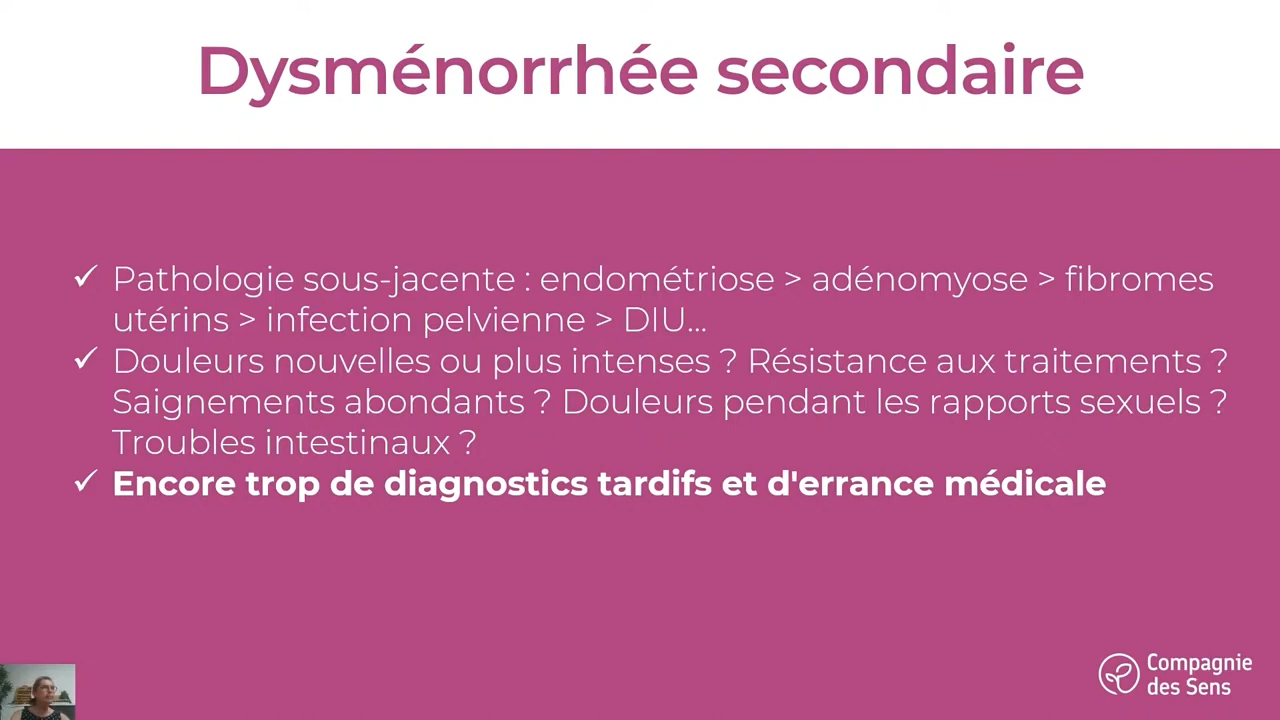 Dysménorrhée secondaire
✓ Pathologie sous-jacente : endométriose > adénomyose > fibromes
utérins > infection pelvienne > DIU...
✓ Douleurs nouvelles ou plus intenses ? Résistance aux traitements ?
Saignements abondants ? Douleurs pendant les rapports sexuels ?
Troubles intestinaux ?
✓ Encore trop de diagnostics tardifs et d'errance médicale
Compagnie
des Sens